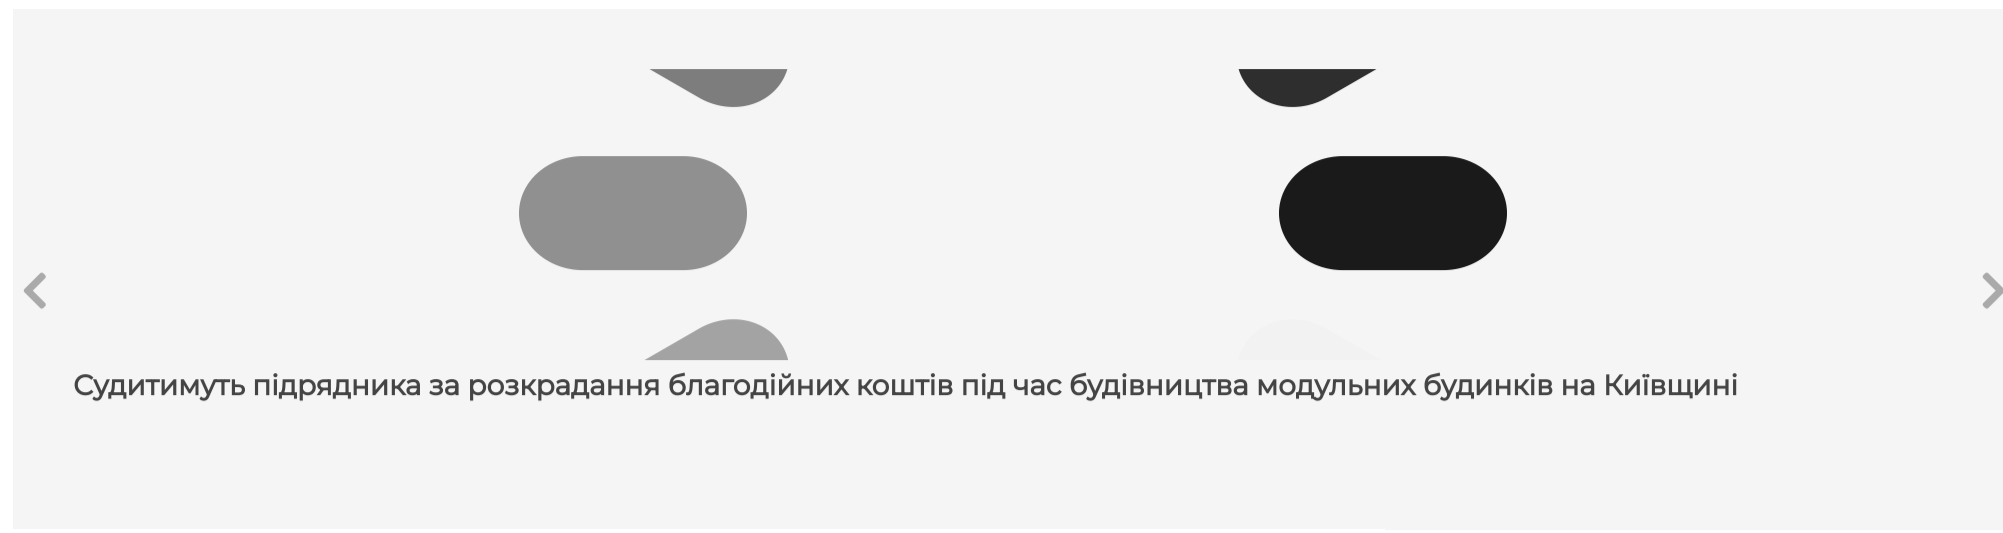 Судитимуть підрядника за розкрадання благодійних коштів під час будівництва модульних будинків на Київщині